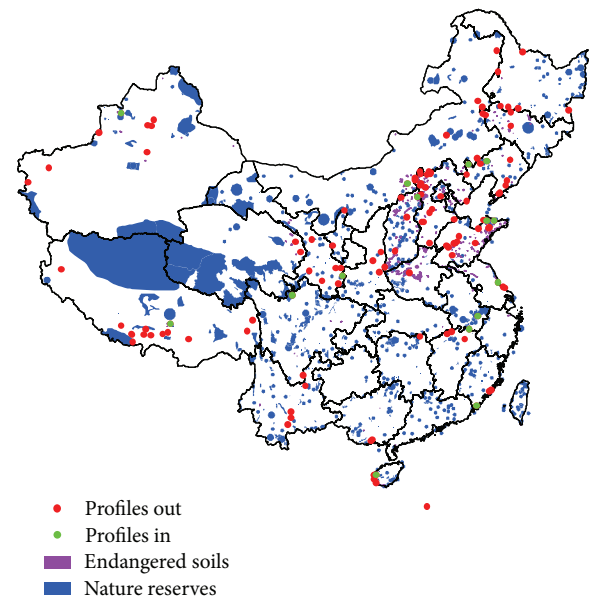 Profiles out
Profiles in
Endangered soils
Nature reserves